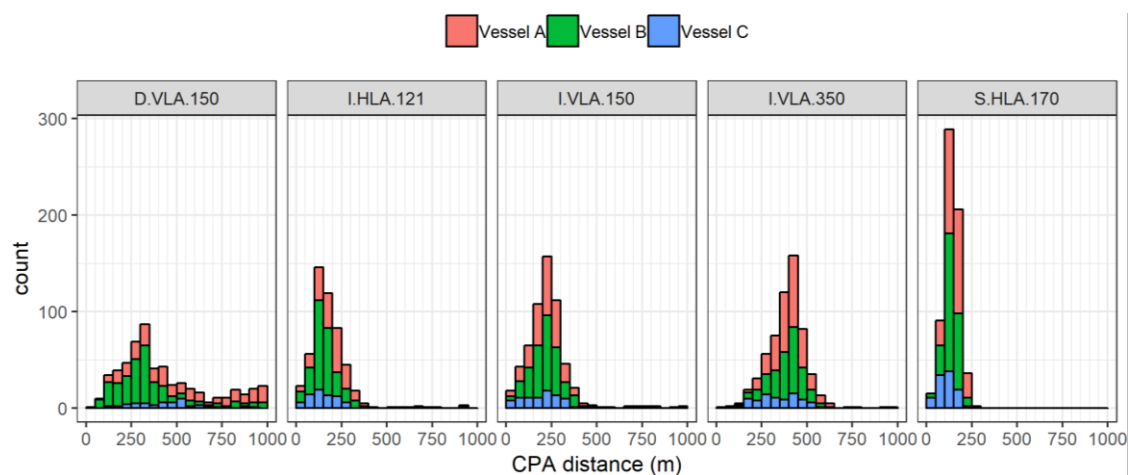 Vessel A Vessel B Vessel C
D.VLA.150 I.HLA.121 I.VLA.150 I.VLA.350 S.HLA.170
300
200
100
0
count
0 250 500 750 1000 0 250 500 750 1000 0 250 500 750 1000 0 250 500 750 1000 0 250 500 750 1000
CPA distance (m)